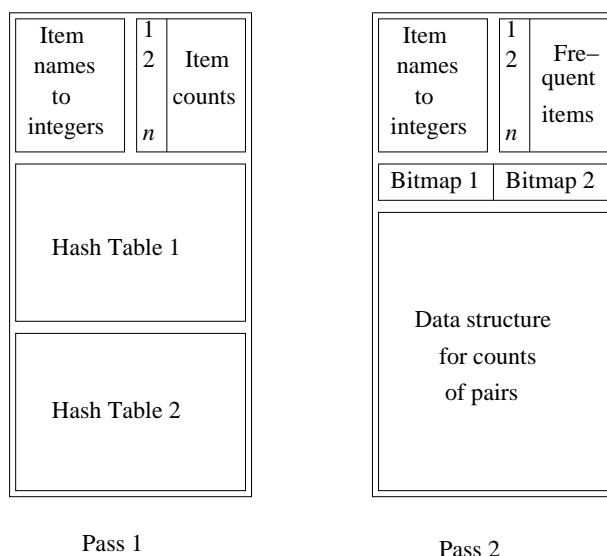 Item
names
to
integers
1
2
n
Item
counts
Hash Table 1
Hash Table 2
Pass 1
Item
names
to
integers
1
2
n
Fre–
quent
items
Bitmap 1
Bitmap 2
Data structure
for counts
of pairs
Pass 2